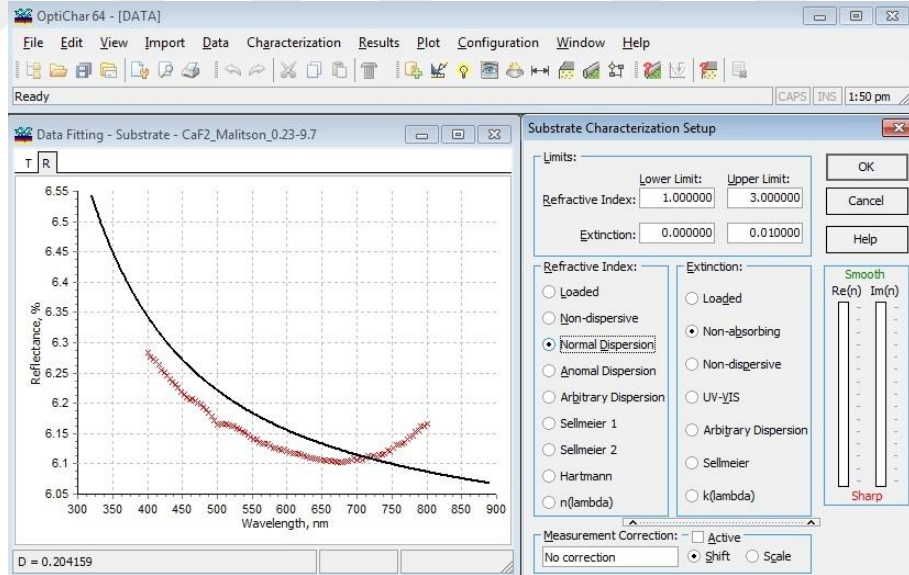 OptiChar64 - [DATA]
File Edit View Import Data Characterization Results Plot Configuration Window Help
Ready
CAPS INS 1:50 pm
Data Fitting - Substrate - CaF2_Malitson_0.23-9.7
T R
6.55
6.5
6.45
6.4
6.35
6.3
6.25
6.2
6.15
6.1
6.05
Reflectance, %
300 350 400 450 500 550 600 650 700 750 800 850 900
Wavelength, nm
D = 0.204159
Substrate Characterization Setup
Limits:
Lower Limit: Upper Limit:
Refractive Index: 1.000000 3.000000
Extinction: 0.000000 0.010000
OK
Cancel
Help
Refractive Index:
Loaded
Non-dispersive
Normal Dispersion
Anomal Dispersion
Arbitrary Dispersion
Sellmeier 1
Sellmeier 2
Hartmann
n(lambda)
Extinction:
Loaded
Non-absorbing
Non-dispersive
UV-VIS
Arbitrary Dispersion
Sellmeier
k(lambda)
Smooth
Re(n) Im(n)
Sharp
Measurement Correction: Active
No correction Shift Scale